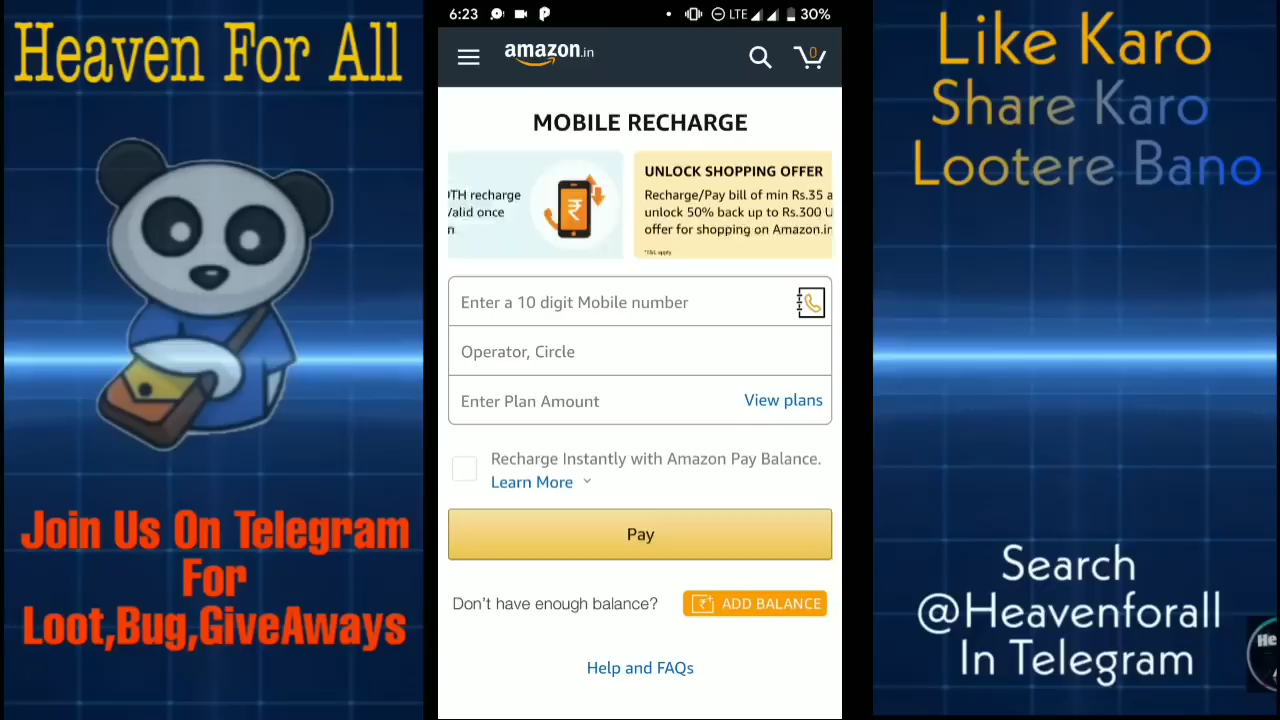 Heaven For All
Join Us On Telegram
For
Loot,Bug,GiveAways
6:23
LTE
30%
amazon.in
0
MOBILE RECHARGE
DTH recharge
Valid once
n
UNLOCK SHOPPING OFFER
Recharge/Pay bill of min Rs.35 a
unlock 50% back up to Rs.300 U
offer for shopping on Amazon.in
*T&C apply
Enter a 10 digit Mobile number
Operator, Circle
Enter Plan Amount
View plans
Recharge Instantly with Amazon Pay Balance.
Learn More
Pay
Don't have enough balance?
ADD BALANCE
Help and FAQs
Like Karo
Share Karo
Lootere Bano
Search
@Heavenforall
In Telegram
He